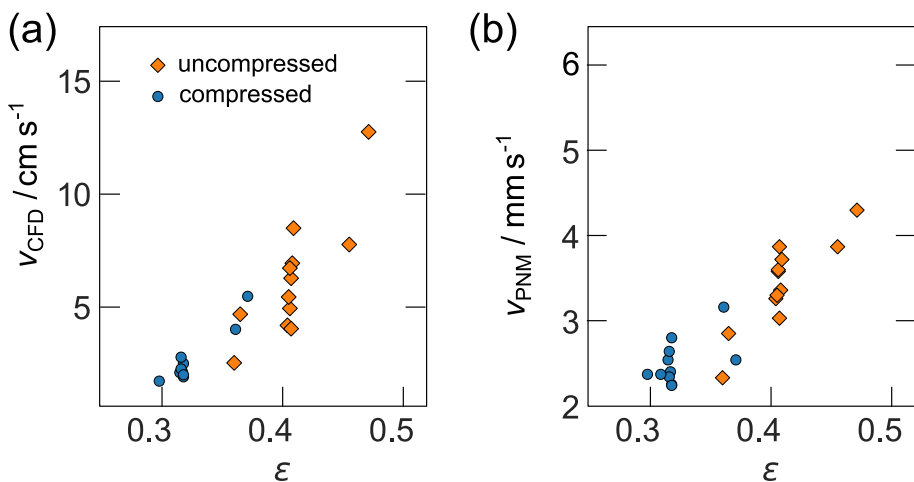 (a)
uncompressed
compressed
15
10
5
v_CFD / cm s⁻¹
0.3 0.4 0.5
ε
(b)
6
5
4
3
2
v_PNM / mm s⁻¹
0.3 0.4 0.5
ε